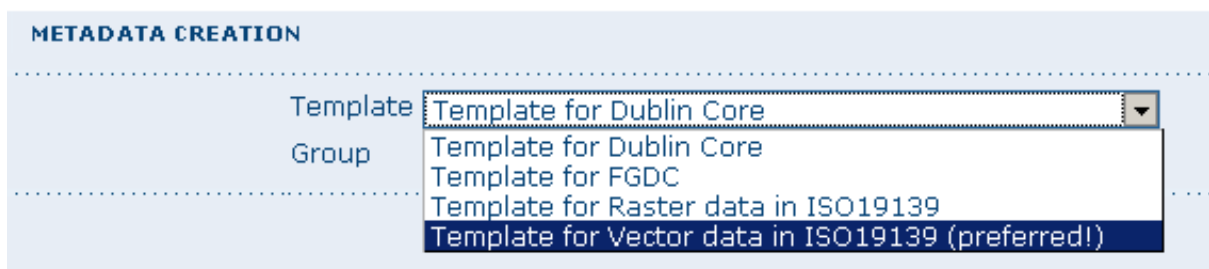 METADATA CREATION
Template Template for Dublin Core
Group Template for Dublin Core
Template for FGDC
Template for Raster data in ISO19139
Template for Vector data in ISO19139 (preferred!)